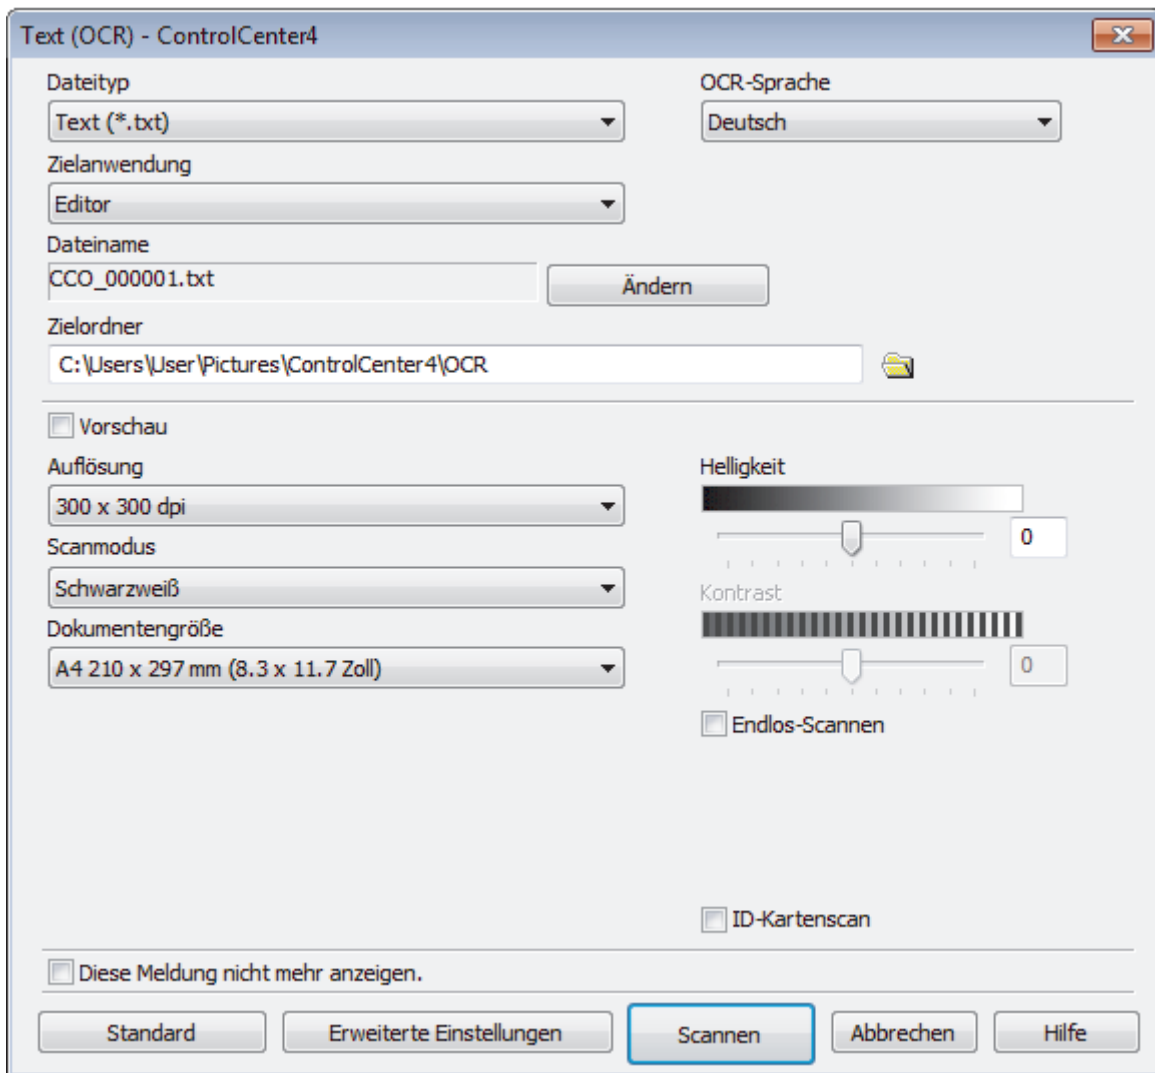 Text (OCR) - ControlCenter4
Dateityp
OCR-Sprache
Text (*.txt)
Deutsch
Zielanwendung
Editor
Dateiname
CCO_000001.txt
Ändern
Zielordner
C:\Users\User\Pictures\ControlCenter4\OCR
Vorschau
Auflösung
Helligkeit
300 x 300 dpi
0
Scanmodus
Schwarzweiß
Kontrast
Dokumentengröße
A4 210 x 297 mm (8.3 x 11.7 Zoll)
0
Endlos-Scannen
ID-Kartenscan
Diese Meldung nicht mehr anzeigen.
Standard
Erweiterte Einstellungen
Scannen
Abbrechen
Hilfe